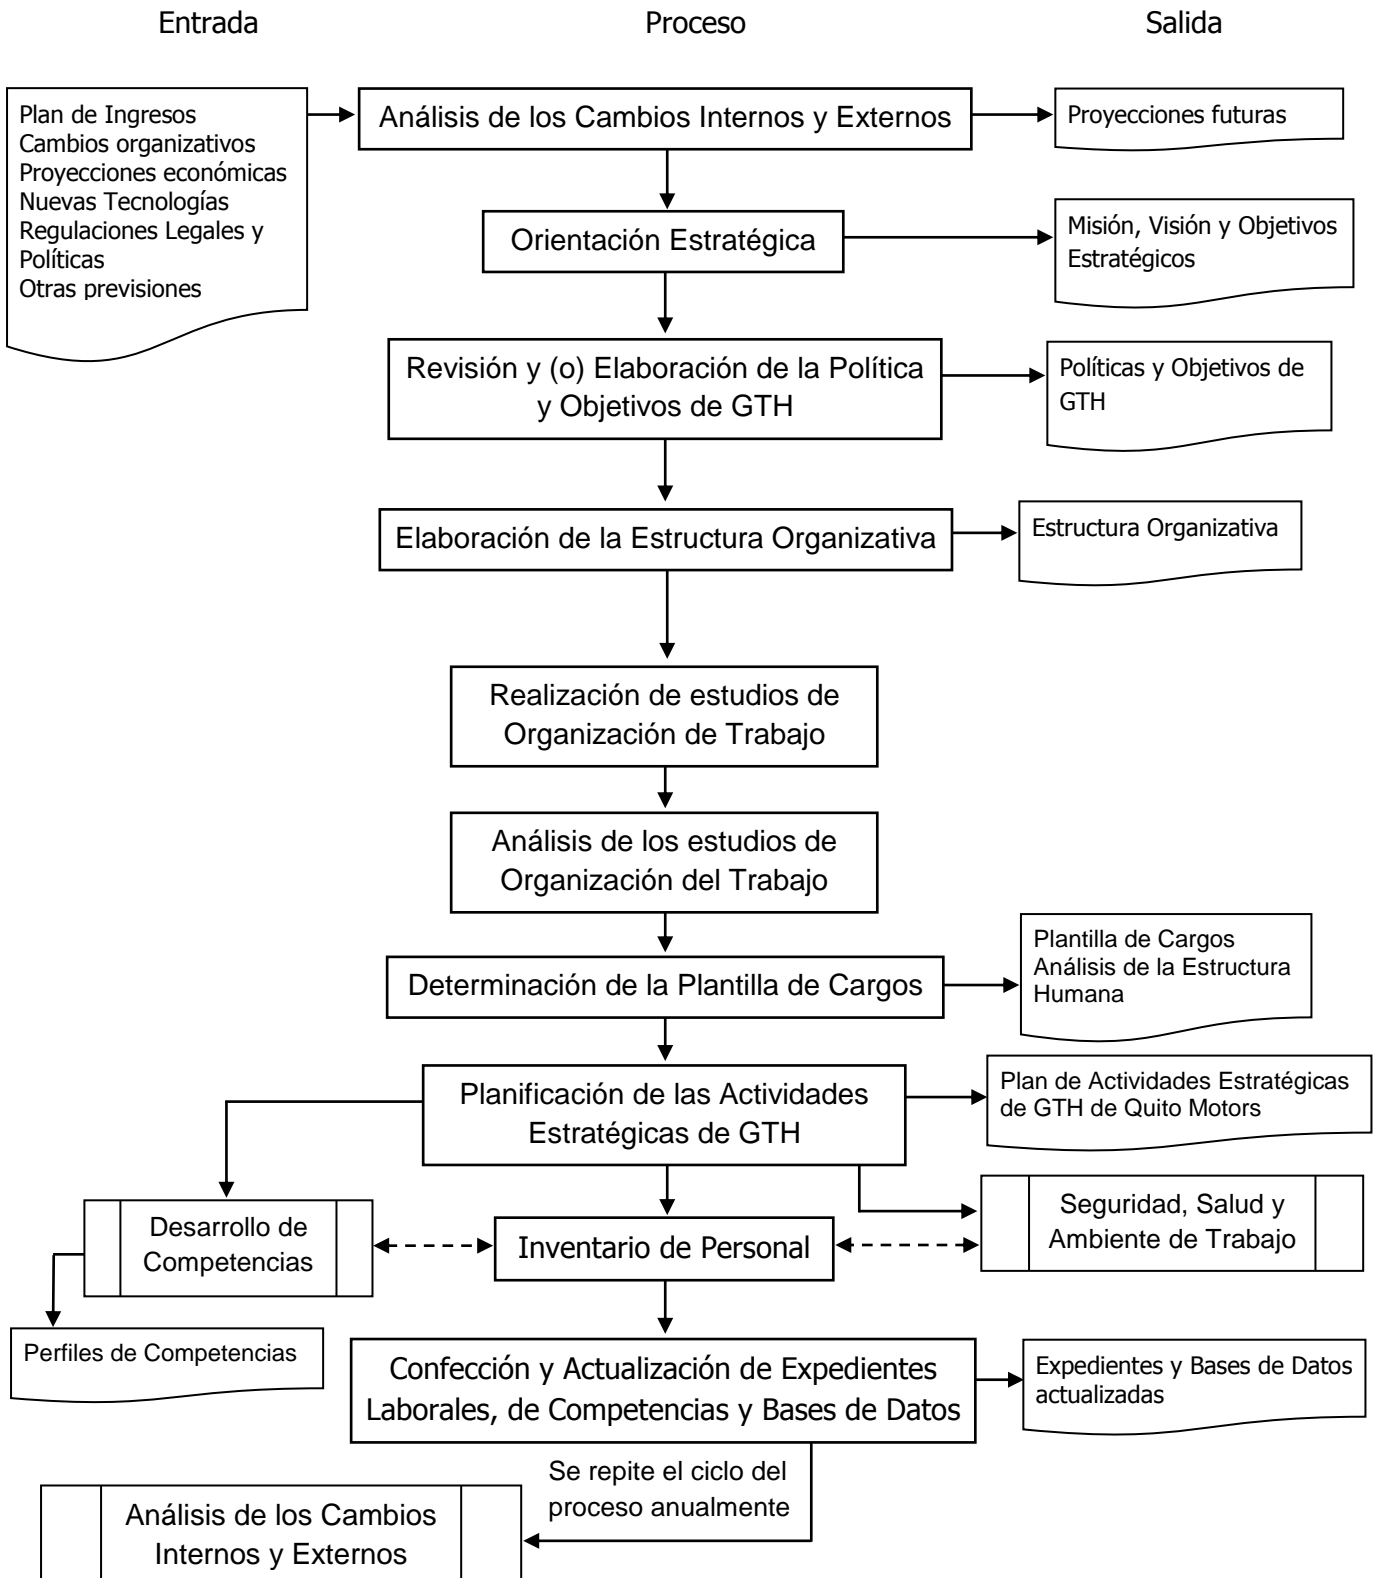 Entrada
Proceso
Salida
Plan de Ingresos
Cambios organizativos
Proyecciones económicas
Nuevas Tecnologías
Regulaciones Legales y
Políticas
Otras previsiones
Análisis de los Cambios Internos y Externos
Proyecciones futuras
Orientación Estratégica
Misión, Visión y Objetivos
Estratégicos
Revisión y (o) Elaboración de la Política
y Objetivos de GTH
Políticas y Objetivos de
GTH
Elaboración de la Estructura Organizativa
Estructura Organizativa
Realización de estudios de
Organización de Trabajo
Análisis de los estudios de
Organización del Trabajo
Determinación de la Plantilla de Cargos
Plantilla de Cargos
Análisis de la Estructura
Humana
Planificación de las Actividades
Estratégicas de GTH
Plan de Actividades Estratégicas
de GTH de Quito Motors
Desarrollo de
Competencias
Inventario de Personal
Seguridad, Salud y
Ambiente de Trabajo
Perfiles de Competencias
Confección y Actualización de Expedientes
Laborales, de Competencias y Bases de Datos
Expedientes y Bases de Datos
actualizadas
Se repite el ciclo del
proceso anualmente
Análisis de los Cambios
Internos y Externos